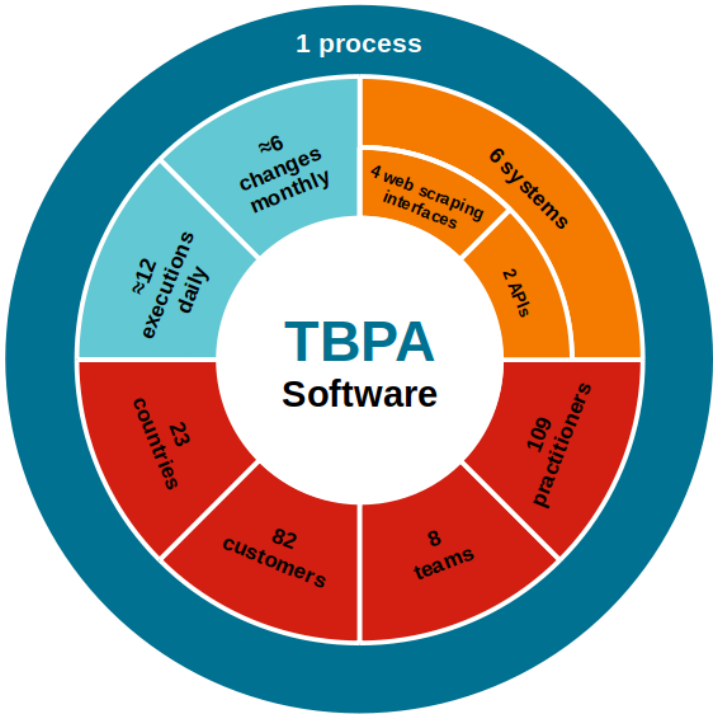 1 process
≈6
changes
monthly
6 systems
4 web scraping
interfaces
2 APIs
≈12
executions
daily
TBPA
Software
109
practitioners
23
countries
82
customers
8
teams